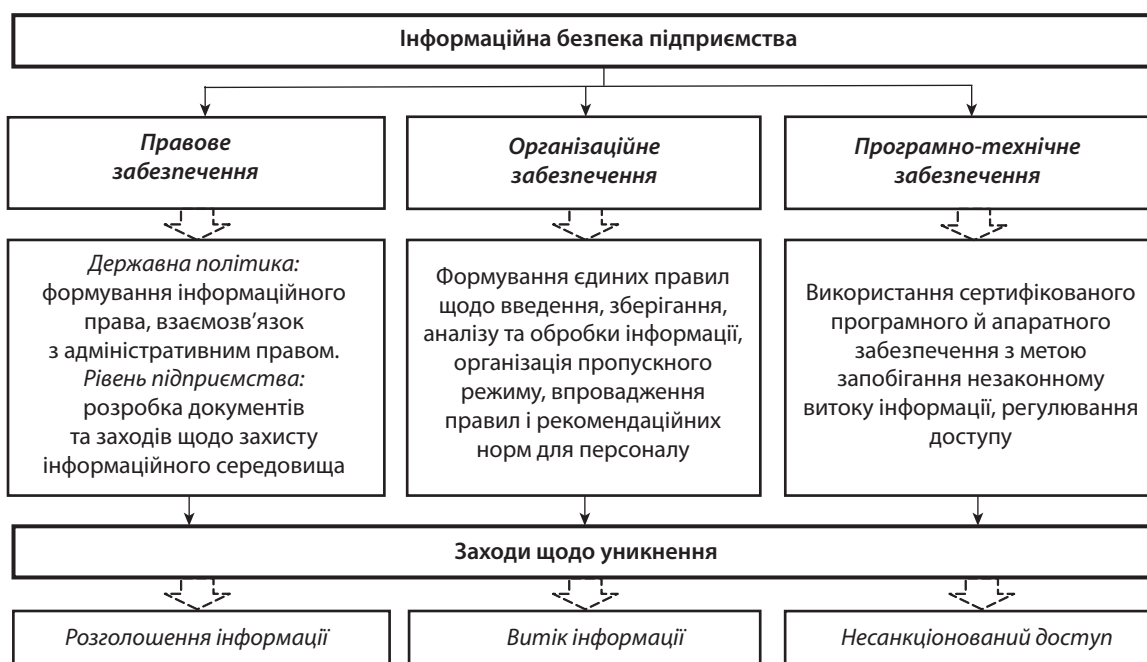 Інформаційна безпека підприємства
Правове
забезпечення
Організаційне
забезпечення
Програмно-технічне
забезпечення
Державна політика:
формування інформаційного
права, взаємозв'язок
з адміністративним правом.
Рівень підприємства:
розробка документів
та заходів щодо захисту
інформаційного середовища
Формування єдиних правил
щодо введення, зберігання,
аналізу та обробки інформації,
організація пропускного
режиму, впровадження
правил і рекомендаційних
норм для персоналу
Використання сертифікованого
програмного й апаратного
забезпечення з метою
запобігання незаконному
витоку інформації, регулювання
доступу
Заходи щодо уникнення
Розголошення інформації
Витік інформації
Несанкціонований доступ